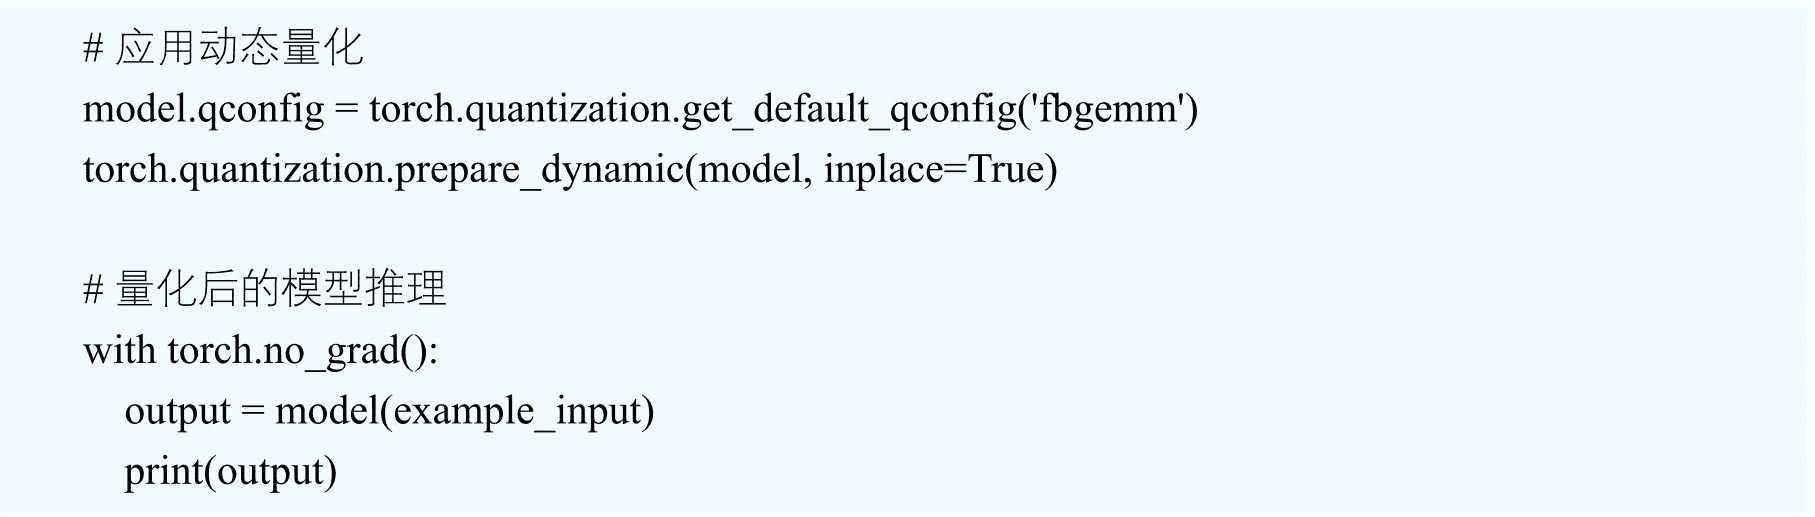 # 应用动态量化
model.qconfig = torch.quantization.get_default_qconfig('fbgemm')
torch.quantization.prepare_dynamic(model, inplace=True)
# 量化后的模型推理
with torch.no_grad():
    output = model(example_input)
    print(output)